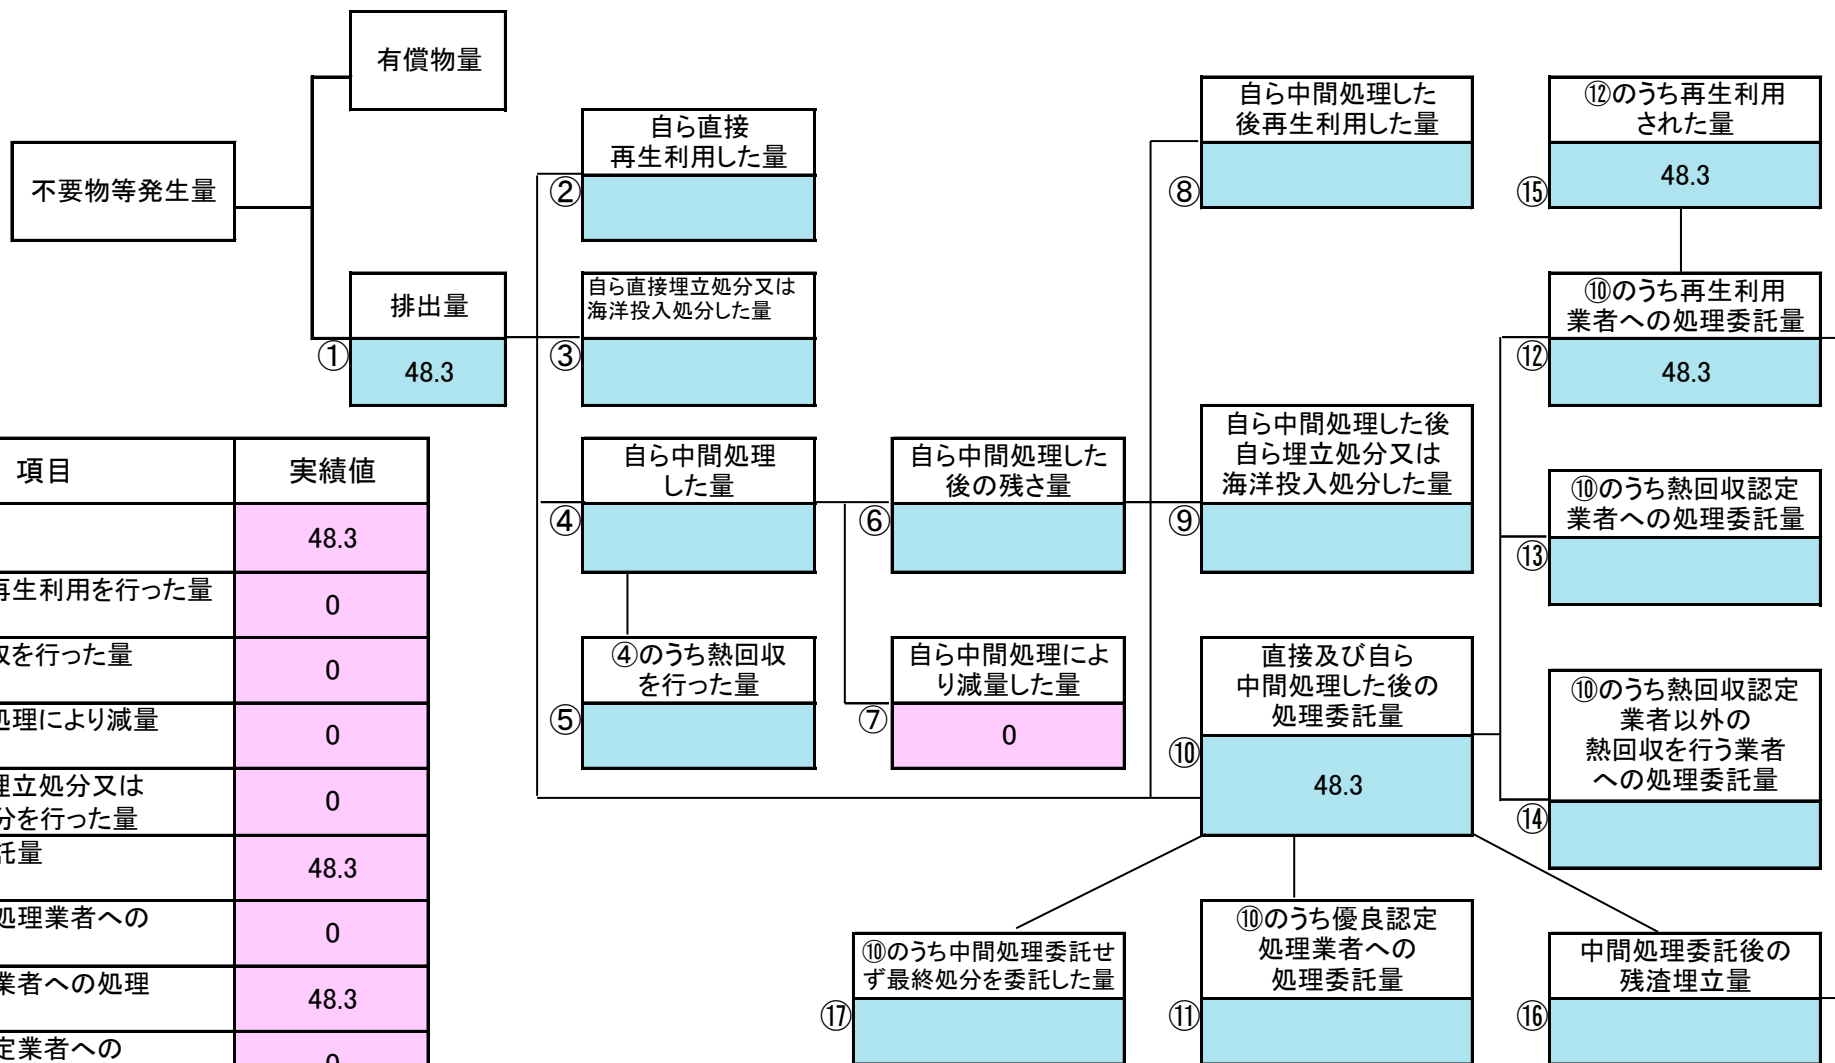 有償物量
不要物等発生量
排出量
①
48.3
自ら直接
再生利用した量
②
自ら直接埋立処分又は
海洋投入処分した量
③
自ら中間処理
した量
④
④のうち熱回収
を行った量
⑤
自ら中間処理した
後の残さ量
⑥
自ら中間処理によ
り減量した量
⑦
0
自ら中間処理した
後再生利用した量
⑧
自ら中間処理した後
自ら埋立処分又は
海洋投入処分した量
⑨
直接及び自ら
中間処理した後の
処理委託量
⑩
48.3
⑩のうち優良認定
処理業者への
処理委託量
⑪
⑫のうち再生利用
された量
⑮
48.3
⑩のうち再生利用
業者への処理委託量
⑫
48.3
⑩のうち熱回収認定
業者への処理委託量
⑬
⑩のうち熱回収認定
業者以外の
熱回収を行う業者
への処理委託量
⑭
中間処理委託後の
残渣埋立量
⑯
⑩のうち中間処理委託せ
ず最終処分を委託した量
⑰
項目 実績値
48.3
再生利用を行った量 0
を行った量 0
処理により減量 0
埋立処分又は
を行った量 0
託量 48.3
処理業者への 0
業者への処理 48.3
定業者への 0